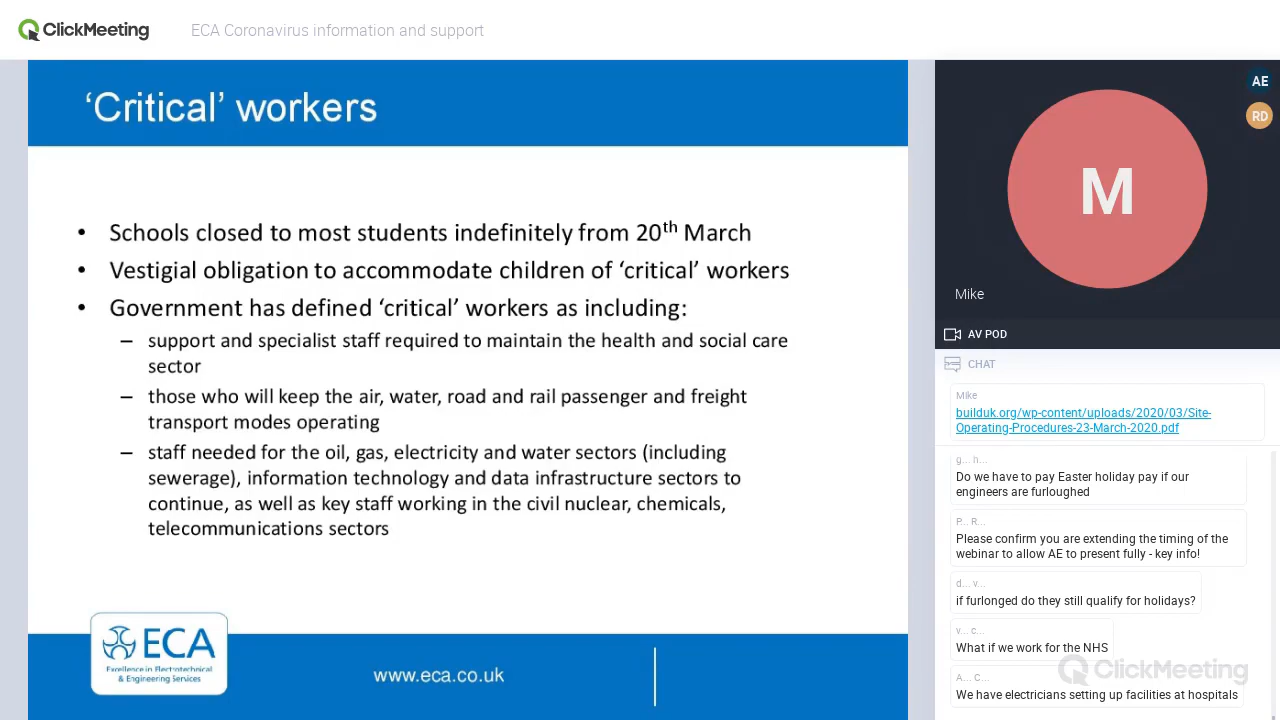 ClickMeeting
ECA Coronavirus information and support
‘Critical’ workers
• Schools closed to most students indefinitely from 20th March
• Vestigial obligation to accommodate children of ‘critical’ workers
• Government has defined ‘critical’ workers as including:
– support and specialist staff required to maintain the health and social care
sector
– those who will keep the air, water, road and rail passenger and freight
transport modes operating
– staff needed for the oil, gas, electricity and water sectors (including
sewerage), information technology and data infrastructure sectors to
continue, as well as key staff working in the civil nuclear, chemicals,
telecommunications sectors
ECA
Excellence in Electrotechnical
& Engineering Services
www.eca.co.uk
AE
RD
M
Mike
AV POD
CHAT
Mike
builduk.org/wp-content/uploads/2020/03/Site-
Operating-Procedures-23-March-2020.pdf
g... h...
Do we have to pay Easter holiday pay if our
engineers are furloughed
P... R...
Please confirm you are extending the timing of the
webinar to allow AE to present fully - key info!
d... v...
if furlonged do they still qualify for holidays?
v... c...
What if we work for the NHS
A... C...
We have electricians setting up facilities at hospitals
ClickMeeting